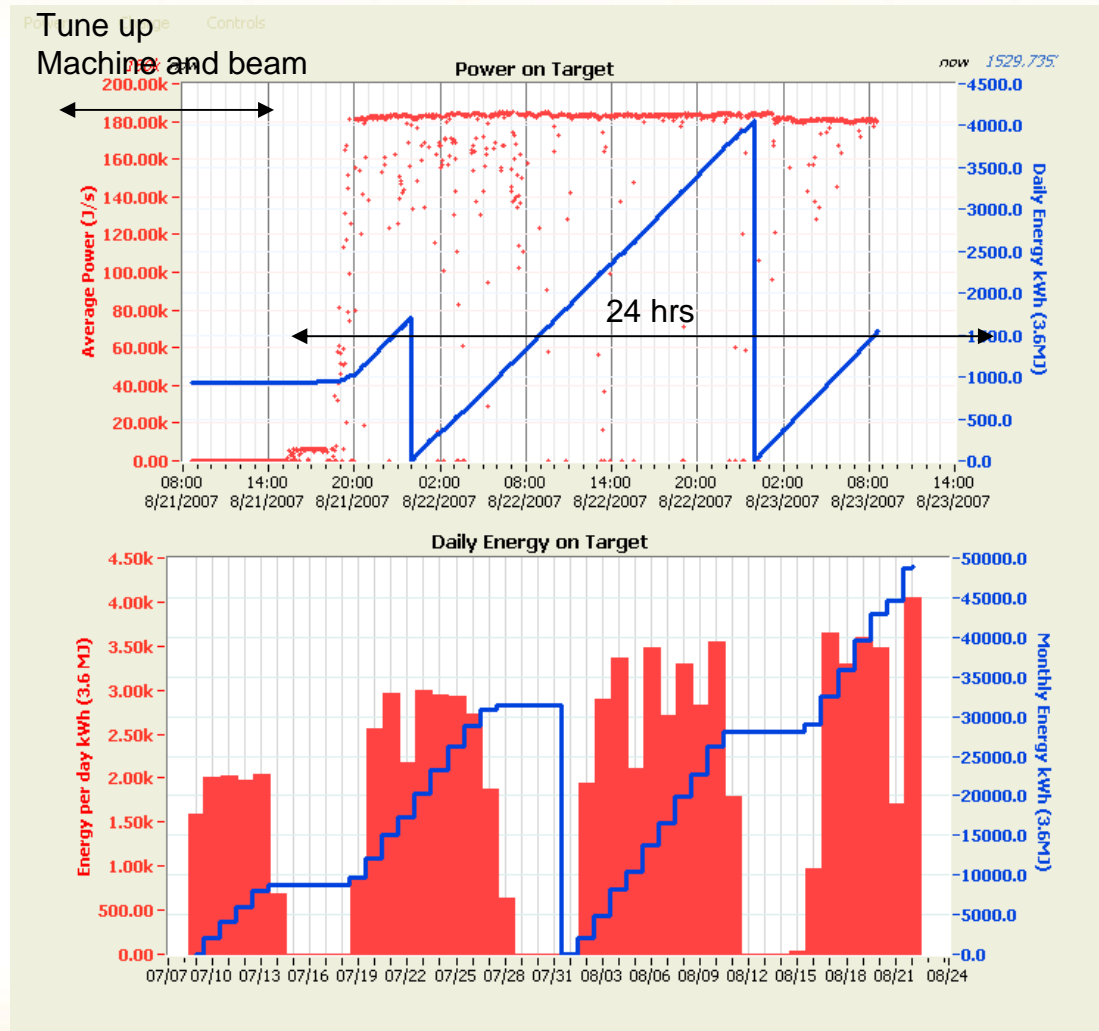 Tune up
Machine and beam
Controls
now
now 1529.735
Power on Target
200.00k
180.00k
160.00k
140.00k
120.00k
100.00k
80.00k
60.00k
40.00k
20.00k
0.00
Average Power (J/s)
4500.0
4000.0
3500.0
3000.0
2500.0
2000.0
1000.0
500.0
0.0
Daily Energy kWh (3.6MJ)
24 hrs
08:00 14:00 20:00 02:00 08:00 14:00 20:00 02:00 08:00 14:00
8/21/2007 8/21/2007 8/21/2007 8/22/2007 8/22/2007 8/22/2007 8/22/2007 8/23/2007 8/23/2007 8/23/2007
Daily Energy on Target
4.50k
4.00k
3.50k
3.00k
2.50k
2.00k
1.50k
1.00k
500.00
0.00
Energy per day kWh (3.6 MJ)
50000.0
45000.0
40000.0
35000.0
30000.0
25000.0
20000.0
15000.0
10000.0
5000.0
0.0
Monthly Energy kWh (3.6MJ)
07/07 07/10 07/13 07/16 07/19 07/22 07/25 07/28 07/31 08/03 08/06 08/09 08/12 08/15 08/18 08/21 08/24